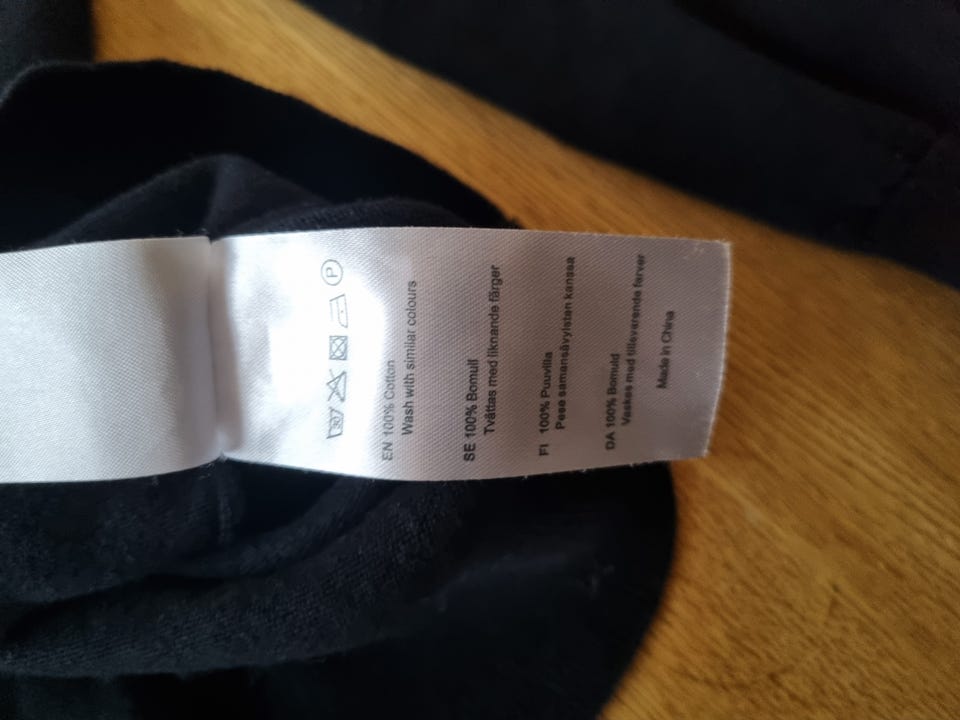 30 P
EN 100% Cotton
Wash with similar colours
SE 100% Bomull
Tvättas med liknande färger
FI 100% Puuvilla
Pese samansävyisten kanssa
DA 100% Bomuld
Vaskes med tilsvarende farver
Made in China